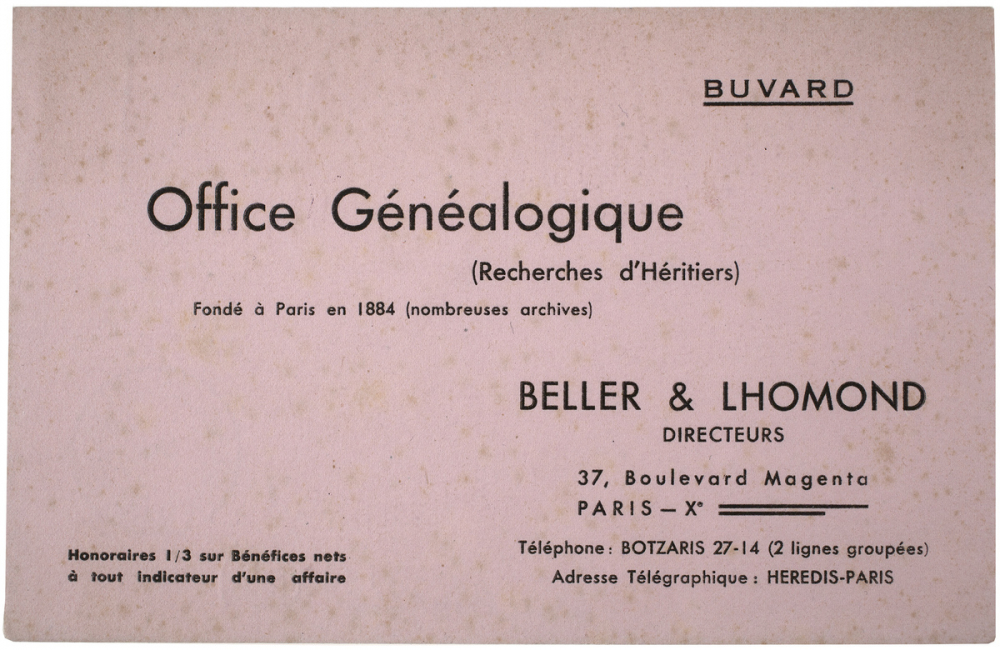 BUVARD
Office Généalogique
(Recherches d'Héritiers)
Fondé à Paris en 1884 (nombreuses archives)
BELLER & LHOMOND
DIRECTEURS
37, Boulevard Magenta
PARIS — Xe
Honoraires 1/3 sur Bénéfices nets
à tout indicateur d'une affaire
Téléphone : BOTZARIS 27-14 (2 lignes groupées)
Adresse Télégraphique : HEREDIS-PARIS